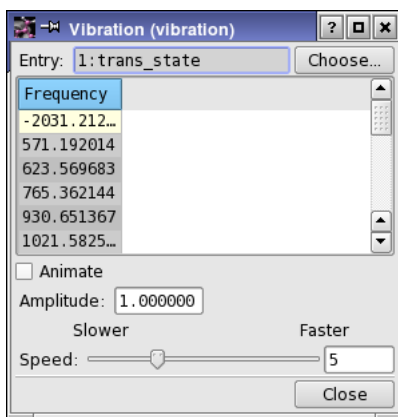 Vibration (vibration)
Entry: 1:trans_state Choose...
Frequency
-2031.212…
571.192014
623.569683
765.362144
930.651367
1021.5825…
Animate
Amplitude: 1.000000
Slower Faster
Speed: 5
Close